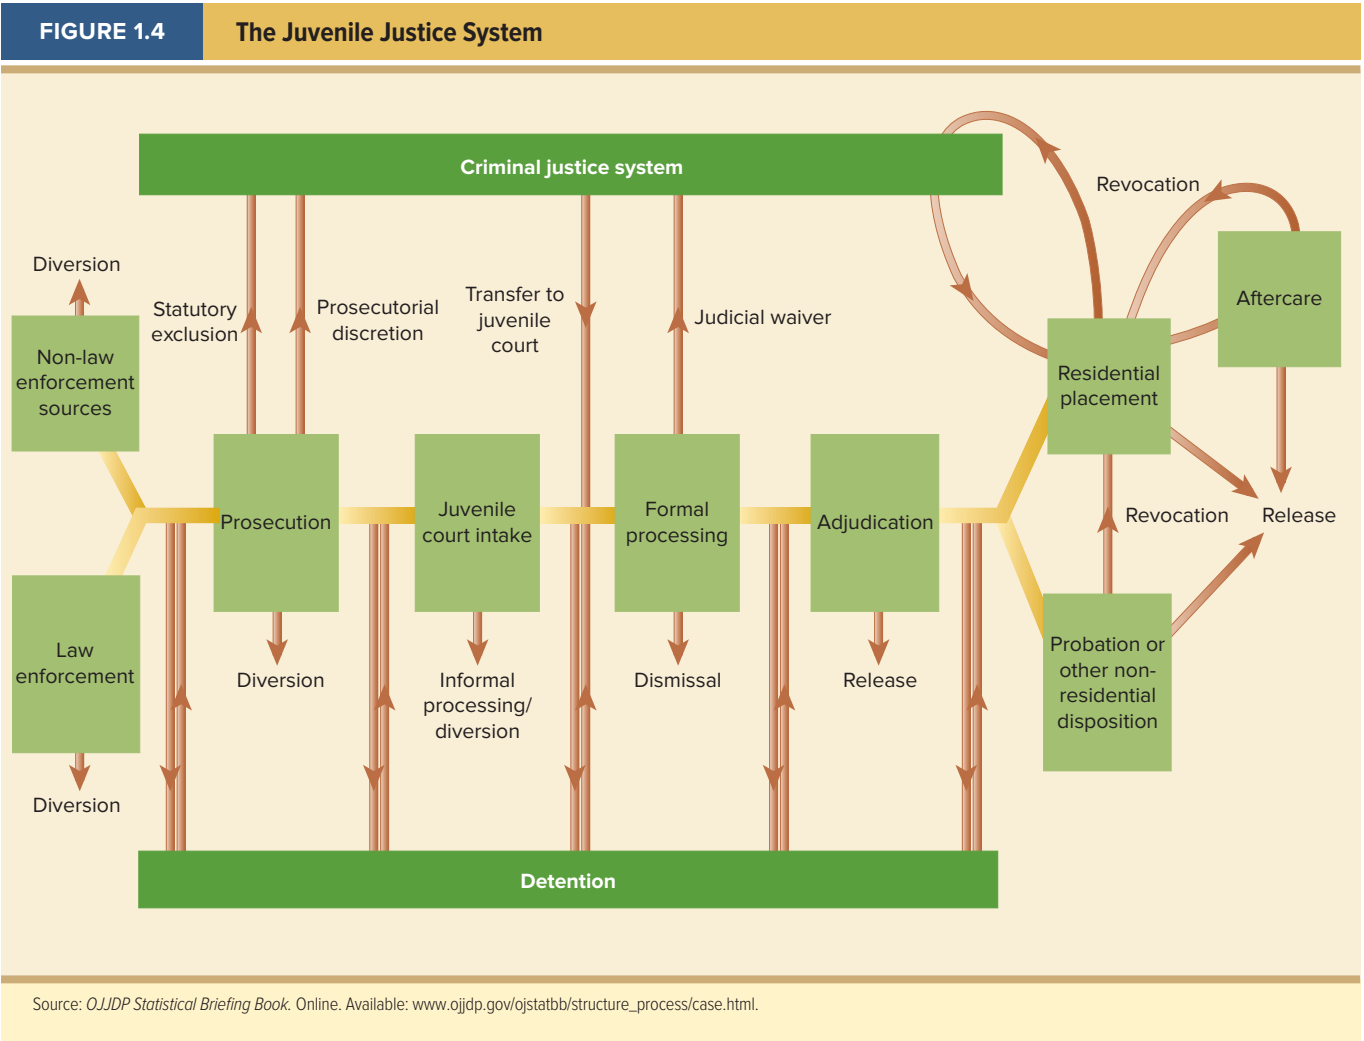 FIGURE 1.4
The Juvenile Justice System
Criminal justice system
Revocation
Diversion
Aftercare
Statutory
exclusion
Prosecutorial
discretion
Transfer to
juvenile
court
Judicial waiver
Non-law
enforcement
sources
Residential
placement
Prosecution
Juvenile
court intake
Formal
processing
Adjudication
Revocation
Release
Law
enforcement
Diversion
Informal
processing/
diversion
Dismissal
Release
Probation or
other non-
residential
disposition
Diversion
Detention
Source: OJJDP Statistical Briefing Book. Online. Available: www.ojjdp.gov/ojstatbb/structure_process/case.html.